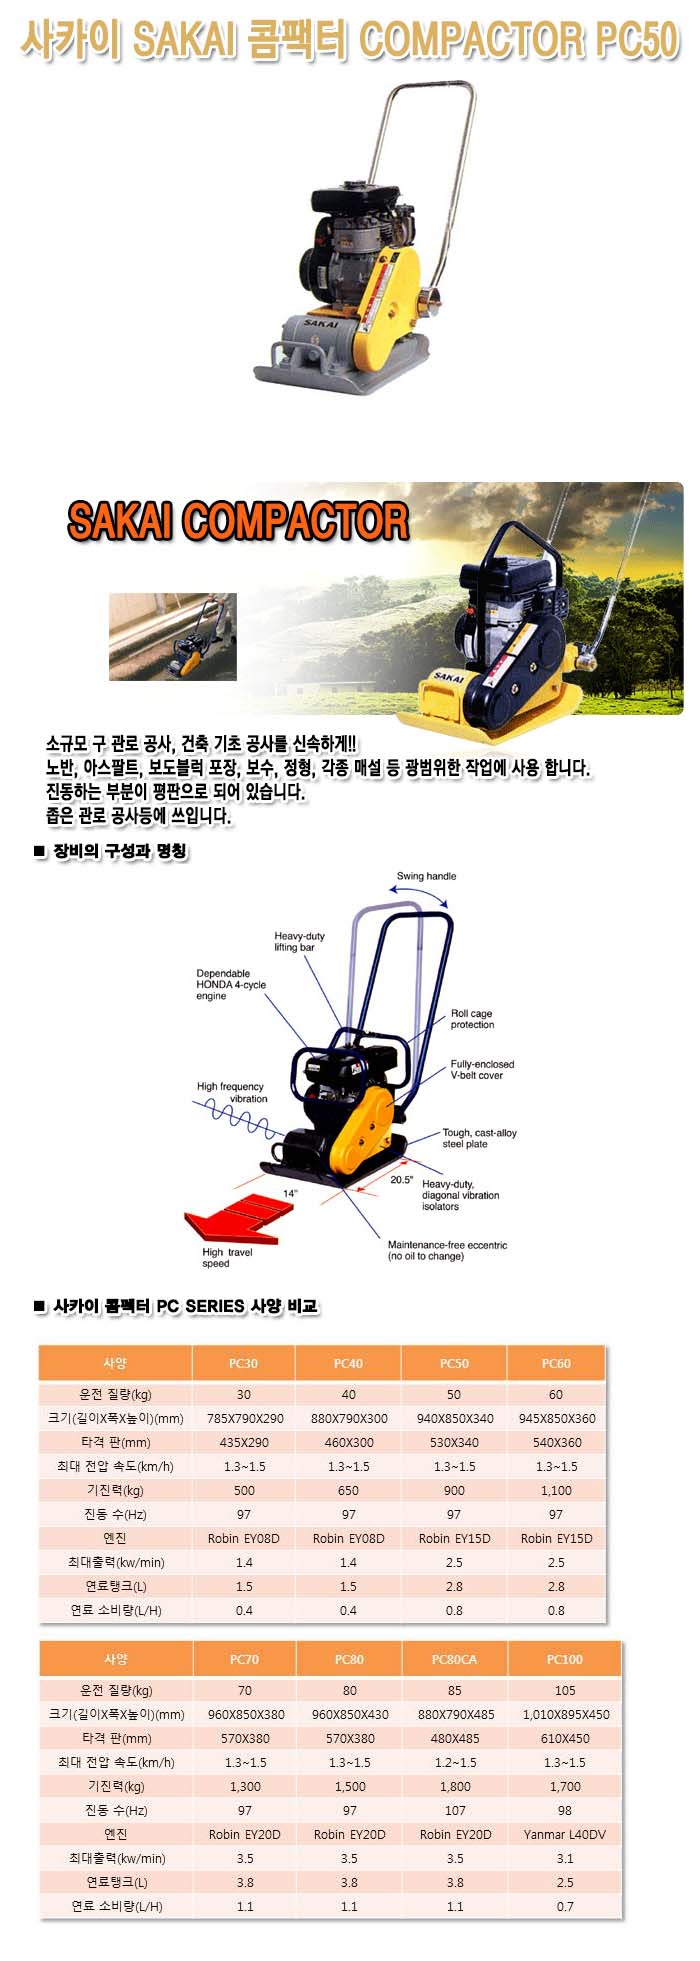 사카이 SAKAI 콤팩터 COMPACTOR PC50
SAKAI
SAKAI COMPACTOR
SAKAI
소규모 구 관로 공사, 건축 기초 공사를 신속하게!!
노반, 아스팔트, 보도블럭 포장, 보수, 정형, 각종 매설 등 광범위한 작업에 사용 합니다.
진동하는 부분이 평판으로 되어 있습니다.
좁은 관로 공사등에 쓰입니다.
■ 장비의 구성과 명칭
Swing handle
Heavy-duty
lifting bar
Dependable
HONDA 4-cycle
engine
Roll cage
protection
Fully-enclosed
V-belt cover
High frequency
vibration
Tough, cast-alloy
steel plate
20.5"
14"
Heavy-duty,
diagonal vibration
isolators
High travel
speed
Maintenance-free eccentric
(no oil to change)
■ 사카이 콤펙터 PC SERIES 사양 비교
사양 PC30 PC40 PC50 PC60
운전 질량(kg) 30 40 50 60
크기(길이X폭X높이)(mm) 785X790X290 880X790X300 940X850X340 945X850X360
타격 판(mm) 435X290 460X300 530X340 540X360
최대 전압 속도(km/h) 1.3~1.5 1.3~1.5 1.3~1.5 1.3~1.5
기진력(kg) 500 650 900 1,100
진동 수(Hz) 97 97 97 97
엔진 Robin EY08D Robin EY08D Robin EY15D Robin EY15D
최대출력(kw/min) 1.4 1.4 2.5 2.5
연료탱크(L) 1.5 1.5 2.8 2.8
연료 소비량(L/H) 0.4 0.4 0.8 0.8
사양 PC70 PC80 PC80CA PC100
운전 질량(kg) 70 80 85 105
크기(길이X폭X높이)(mm) 960X850X380 960X850X430 880X790X485 1,010X895X450
타격 판(mm) 570X380 570X380 480X485 610X450
최대 전압 속도(km/h) 1.3~1.5 1.3~1.5 1.2~1.5 1.3~1.5
기진력(kg) 1,300 1,500 1,800 1,700
진동 수(Hz) 97 97 107 98
엔진 Robin EY20D Robin EY20D Robin EY20D Yanmar L40DV
최대출력(kw/min) 3.5 3.5 3.5 3.1
연료탱크(L) 3.8 3.8 3.8 2.5
연료 소비량(L/H) 1.1 1.1 1.1 0.7